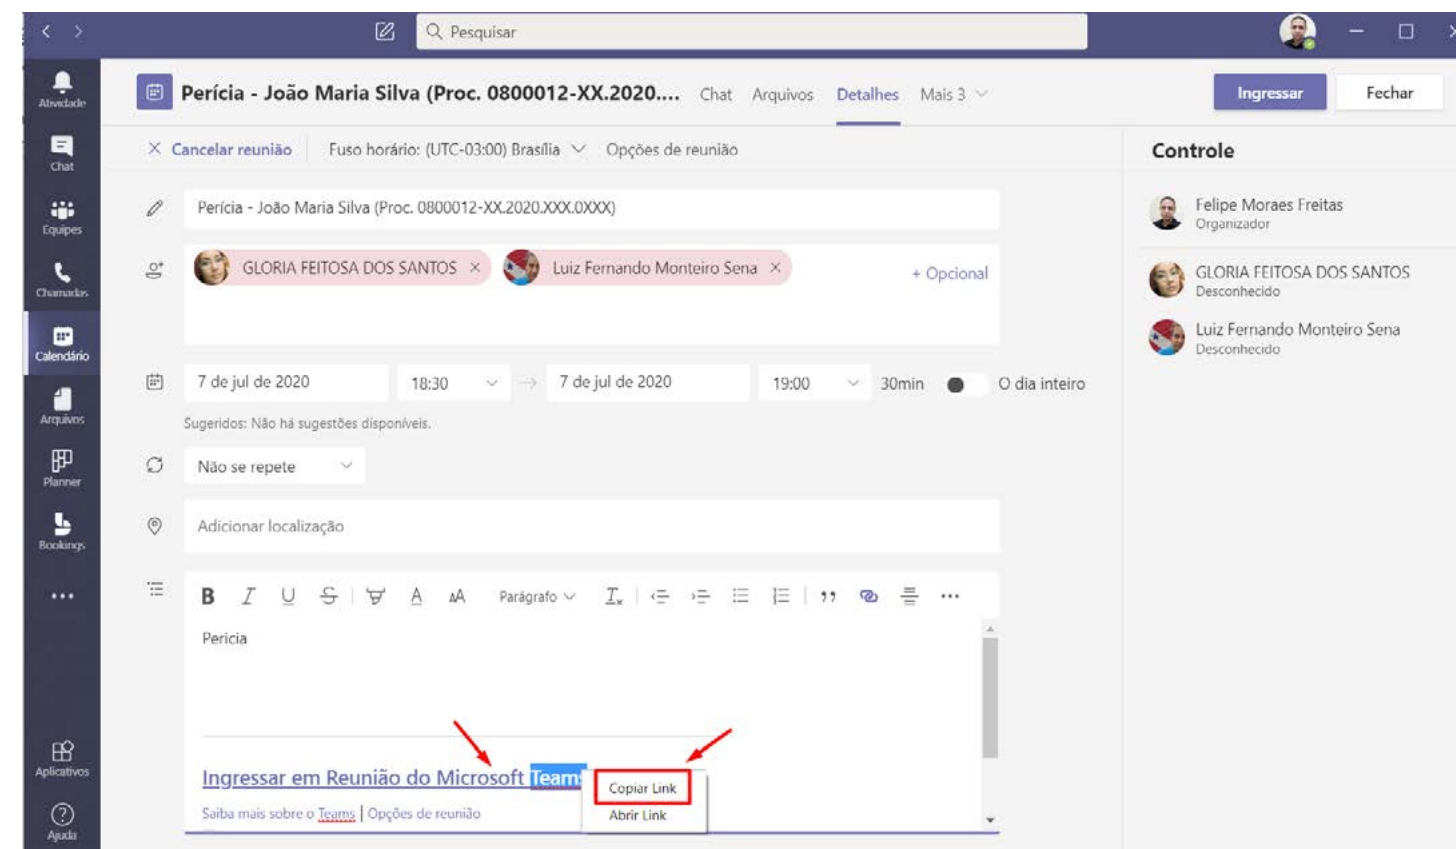 Pesquisar
Atividade
Chat
Equipes
Chamadas
Calendário
Arquivos
Planner
Bookings
Aplicativos
Ajuda
Perícia - João Maria Silva (Proc. 0800012-XX.2020.... Chat Arquivos Detalhes Mais 3
Ingressar Fechar
Cancelar reunião Fuso horário: (UTC-03:00) Brasília Opções de reunião
Perícia - João Maria Silva (Proc. 0800012-XX.2020.XXX.0XXX)
GLORIA FEITOSA DOS SANTOS × Luiz Fernando Monteiro Sena ×
+ Opcional
7 de jul de 2020 18:30 → 7 de jul de 2020 19:00 30min O dia inteiro
Sugeridos: Não há sugestões disponíveis.
Não se repete
Adicionar localização
B I U S A AA Parágrafo
Pericia
Ingressar em Reunião do Microsoft Teams
Saiba mais sobre o Teams | Opções de reunião
Copiar Link
Abrir Link
Controle
Felipe Moraes Freitas
Organizador
GLORIA FEITOSA DOS SANTOS
Desconhecido
Luiz Fernando Monteiro Sena
Desconhecido